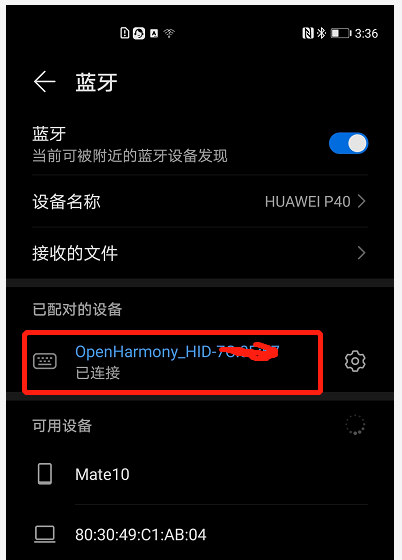 3:36
蓝牙
蓝牙
当前可被附近的蓝牙设备发现
设备名称
HUAWEI P40
接收的文件
已配对的设备
OpenHarmony_HID-
已连接
可用设备
Mate10
80:30:49:C1:AB:04